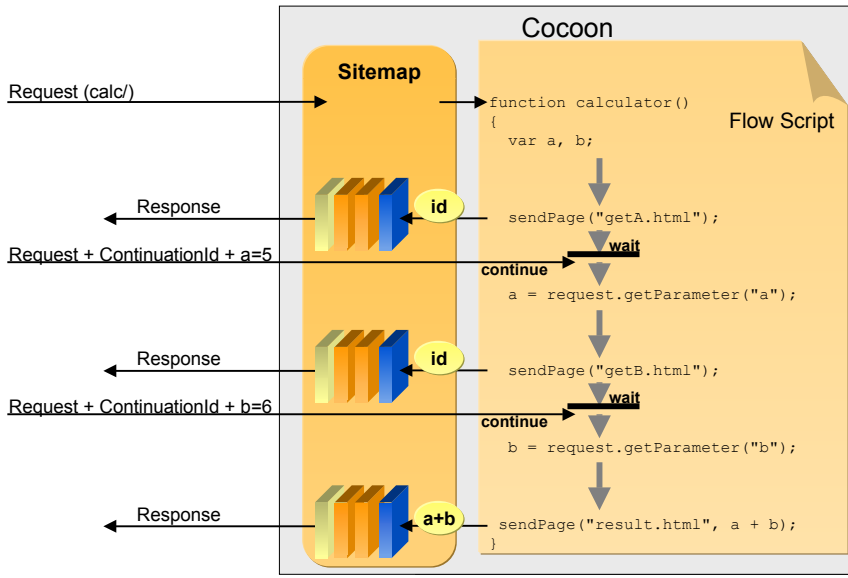 Cocoon
Sitemap
Request (calc/)
function calculator()
Flow Script
{
var a, b;
Response
id
sendPage("getA.html");
wait
Request + ContinuationId + a=5
continue
a = request.getParameter("a");
Response
id
sendPage("getB.html");
wait
Request + ContinuationId + b=6
continue
b = request.getParameter("b");
Response
a+b
sendPage("result.html", a + b);
}